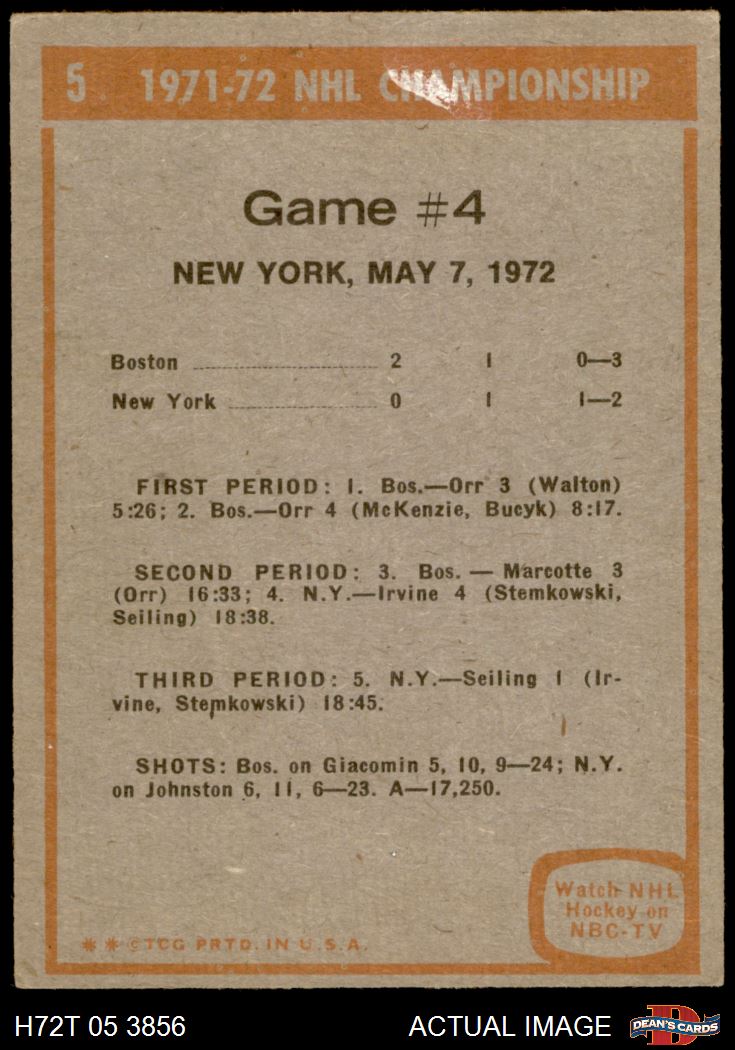 5 1971-72 NHL CHAMPIONSHIP
Game #4
NEW YORK, MAY 7, 1972
Boston ........ 2 1 0—3
New York ........ 0 1 1—2
FIRST PERIOD: 1. Bos.—Orr 3 (Walton)
5:26; 2. Bos.—Orr 4 (McKenzie, Bucyk) 8:17.
SECOND PERIOD: 3. Bos. — Marcotte 3
(Orr) 16:33; 4. N.Y.—Irvine 4 (Stemkowski,
Seiling) 18:38.
THIRD PERIOD: 5. N.Y.—Seiling 1 (Ir-
vine, Stemkowski) 18:45.
SHOTS: Bos. on Giacomin 5, 10, 9—24; N.Y.
on Johnston 6, 11, 6—23. A—17,250.
Watch NHL
Hockey on
NBC-TV
* * ©TCG PRTD. IN U.S.A.
H72T 05 3856 ACTUAL IMAGE D DEAN'S CARDS